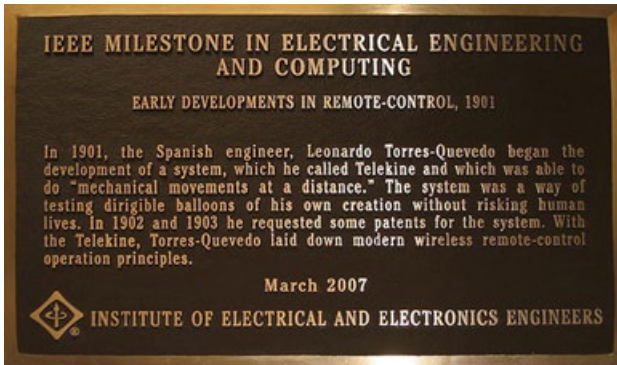 IEEE MILESTONE IN ELECTRICAL ENGINEERING
AND COMPUTING
EARLY DEVELOPMENTS IN REMOTE-CONTROL, 1901
In 1901, the Spanish engineer, Leonardo Torres-Quevedo began the
development of a system, which he called Telekine and which was able to
do "mechanical movements at a distance." The system was a way of
testing dirigible balloons of his own creation without risking human
lives. In 1902 and 1903 he requested some patents for the system. With
the Telekine, Torres-Quevedo laid down modern wireless remote-control
operation principles.
March 2007
® INSTITUTE OF ELECTRICAL AND ELECTRONICS ENGINEERS